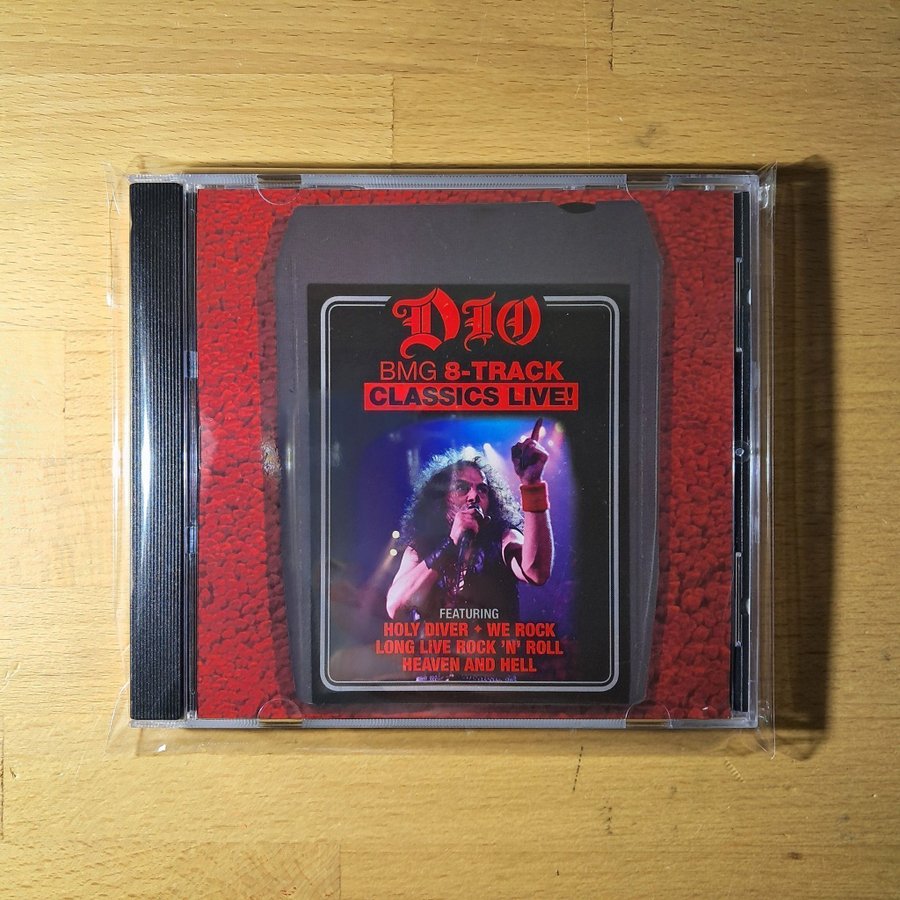 DIO
BMG 8-TRACK
CLASSICS LIVE!
FEATURING
HOLY DIVER ✦ WE ROCK
LONG LIVE ROCK 'N' ROLL
HEAVEN AND HELL